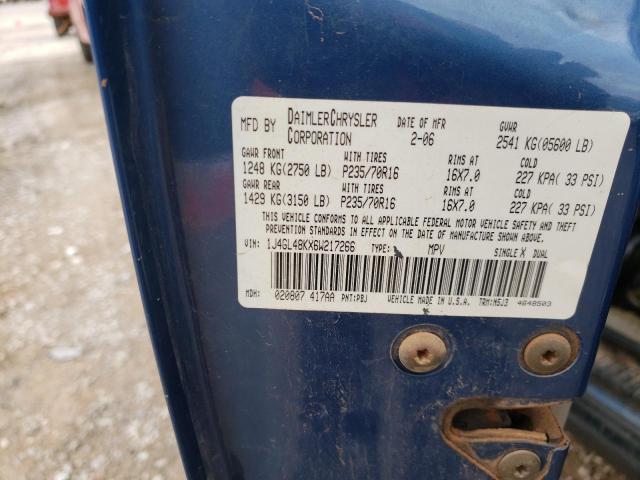 MFD BY DAIMLERCHRYSLER CORPORATION DATE OF MFR 2-06 GVWR 2541 KG(05600 LB)
GAWR FRONT WITH TIRES RIMS AT COLD
1248 KG(2750 LB) P235/70R16 16X7.0 227 KPA( 33 PSI)
GAWR REAR WITH TIRES RIMS AT COLD
1429 KG(3150 LB) P235/70R16 16X7.0 227 KPA( 33 PSI)
THIS VEHICLE CONFORMS TO ALL APPLICABLE FEDERAL MOTOR VEHICLE SAFETY AND THEFT
PREVENTION STANDARDS IN EFFECT ON THE DATE OF MANUFACTURE SHOWN ABOVE.
VIN: 1J4GL48KX6W217266 TYPE: MPV SINGLE X DUAL
MDH: 020807 417AA PNT:PBJ VEHICLE MADE IN U.S.A. TRM:M5J3 4648503